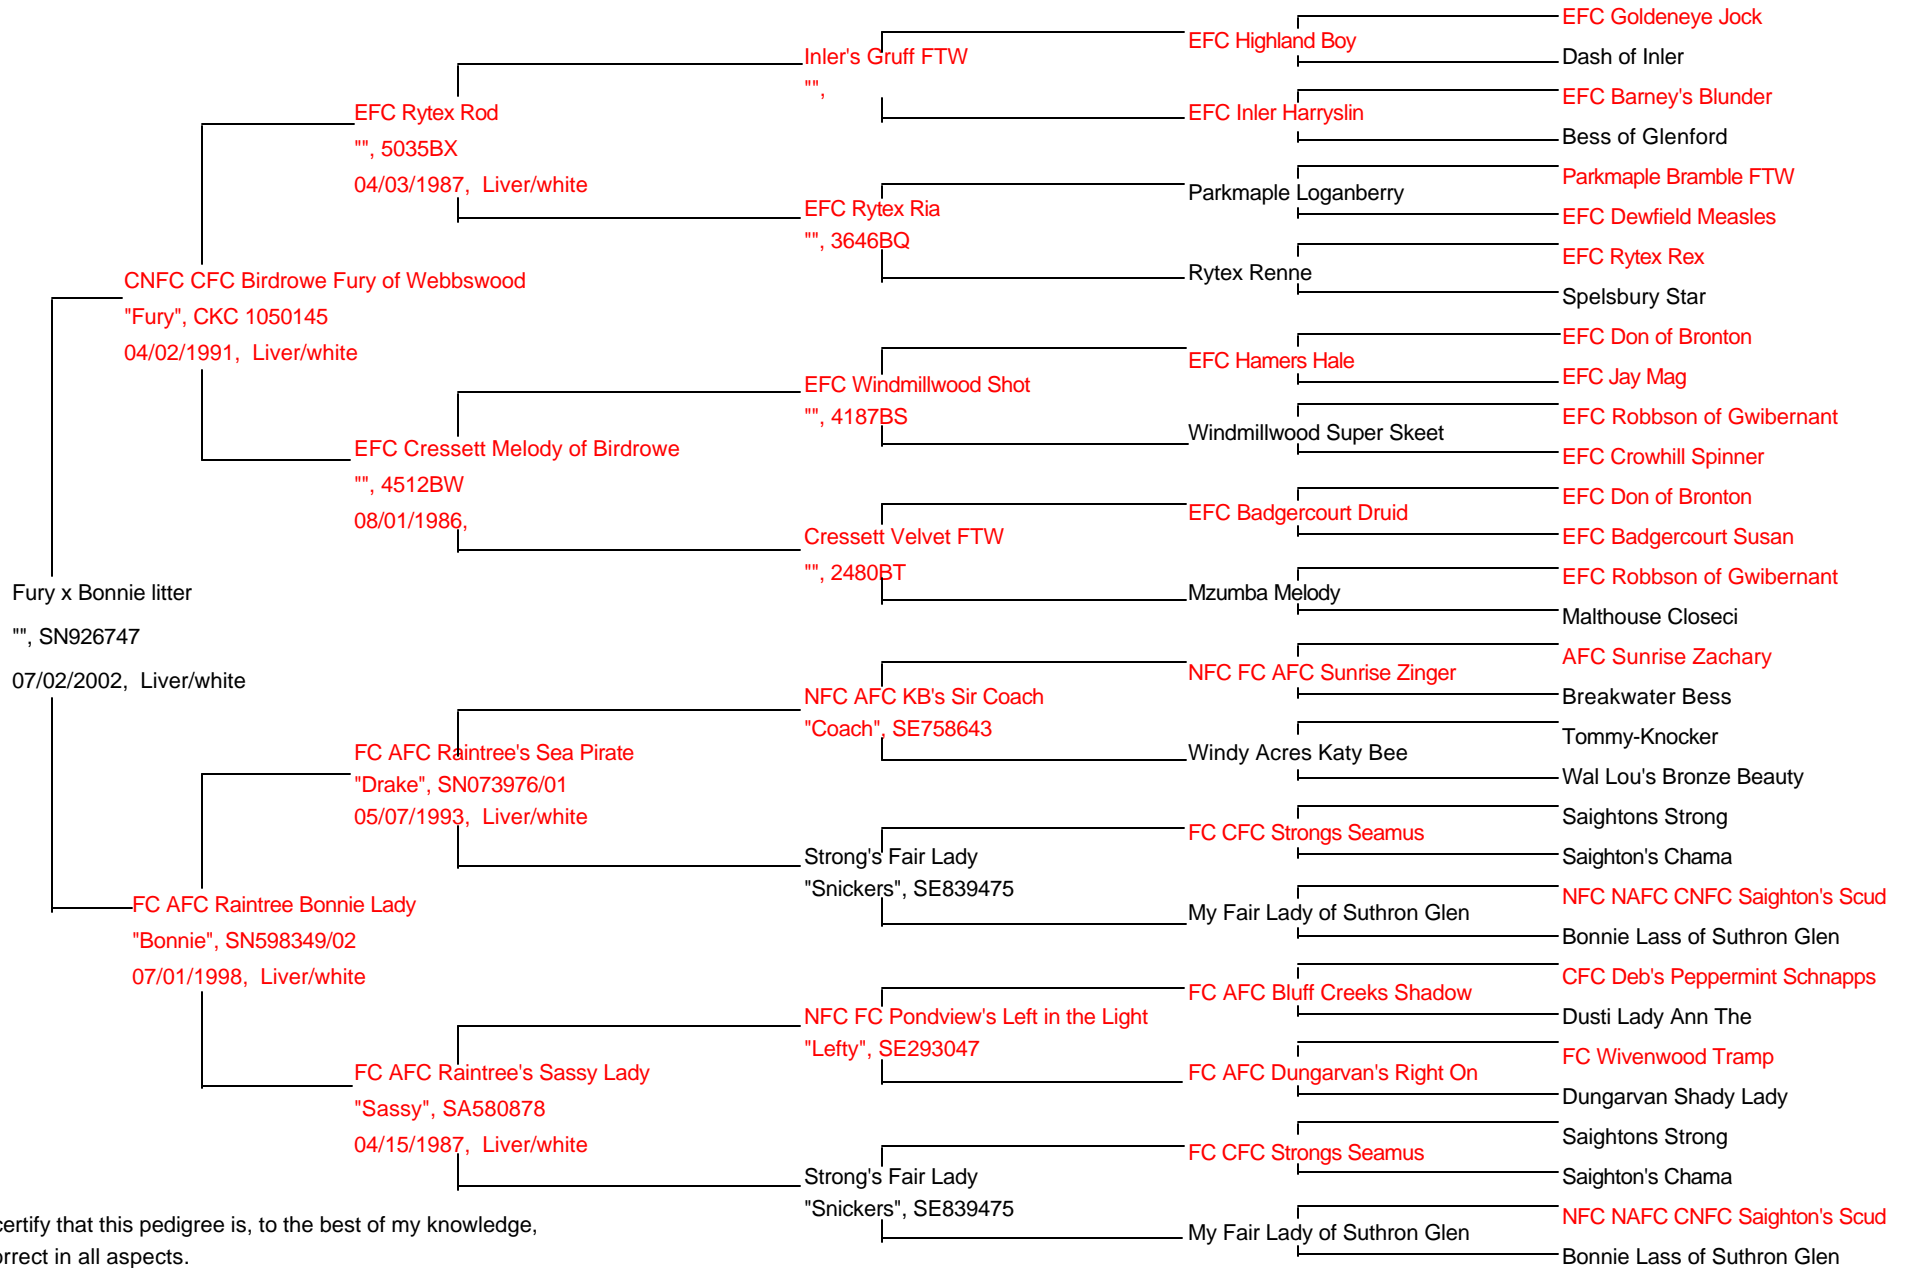 Fury x Bonnie litter
"", SN926747
07/02/2002, Liver/white
CNFC CFC Birdrowe Fury of Webbswood
"Fury", CKC 1050145
04/02/1991, Liver/white
FC AFC Raintree Bonnie Lady
"Bonnie", SN598349/02
07/01/1998, Liver/white
EFC Rytex Rod
"", 5035BX
04/03/1987, Liver/white
EFC Cressett Melody of Birdrowe
"", 4512BW
08/01/1986,
FC AFC Raintree's Sea Pirate
"Drake", SN073976/01
05/07/1993, Liver/white
FC AFC Raintree's Sassy Lady
"Sassy", SA580878
04/15/1987, Liver/white
Inler's Gruff FTW
"",
EFC Rytex Ria
"", 3646BQ
EFC Windmillwood Shot
"", 4187BS
Cressett Velvet FTW
"", 2480BT
NFC AFC KB's Sir Coach
"Coach", SE758643
Strong's Fair Lady
"Snickers", SE839475
NFC FC Pondview's Left in the Light
"Lefty", SE293047
Strong's Fair Lady
"Snickers", SE839475
EFC Highland Boy
EFC Inler Harryslin
Parkmaple Loganberry
Rytex Renne
EFC Hamers Hale
Windmillwood Super Skeet
EFC Badgercourt Druid
Mzumba Melody
NFC FC AFC Sunrise Zinger
Windy Acres Katy Bee
FC CFC Strongs Seamus
My Fair Lady of Suthron Glen
FC AFC Bluff Creeks Shadow
FC AFC Dungarvan's Right On
FC CFC Strongs Seamus
My Fair Lady of Suthron Glen
EFC Goldeneye Jock
Dash of Inler
EFC Barney's Blunder
Bess of Glenford
Parkmaple Bramble FTW
EFC Dewfield Measles
EFC Rytex Rex
Spelsbury Star
EFC Don of Bronton
EFC Jay Mag
EFC Robbson of Gwibernant
EFC Crowhill Spinner
EFC Don of Bronton
EFC Badgercourt Susan
EFC Robbson of Gwibernant
Malthouse Closeci
AFC Sunrise Zachary
Breakwater Bess
Tommy-Knocker
Wal Lou's Bronze Beauty
Saightons Strong
Saighton's Chama
NFC NAFC CNFC Saighton's Scud
Bonnie Lass of Suthron Glen
CFC Deb's Peppermint Schnapps
Dusti Lady Ann The
FC Wivenwood Tramp
Dungarvan Shady Lady
Saightons Strong
Saighton's Chama
NFC NAFC CNFC Saighton's Scud
Bonnie Lass of Suthron Glen
certify that this pedigree is, to the best of my knowledge,
orrect in all aspects.